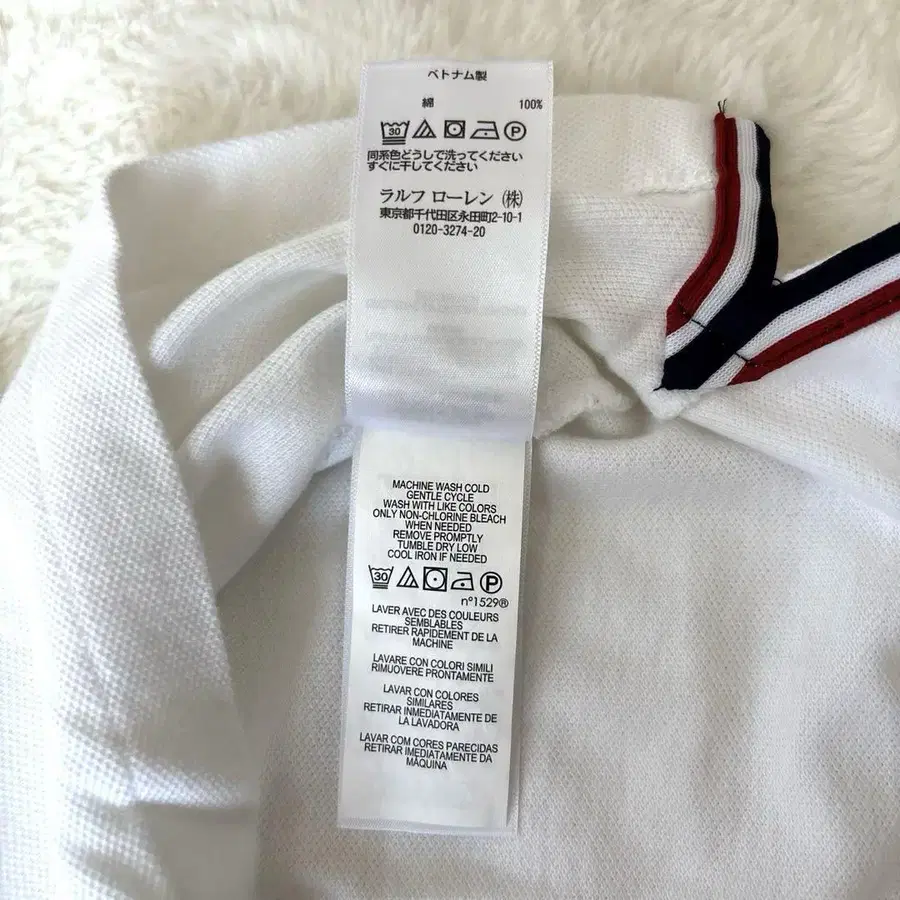 ベトナム製
綿 100%
30 P
同系色どうしで洗ってください
すぐに干してください
ラルフ ローレン (株)
東京都千代田区永田町2-10-1
0120-3274-20
MACHINE WASH COLD
GENTLE CYCLE
WASH WITH LIKE COLORS
ONLY NON-CHLORINE BLEACH
WHEN NEEDED
REMOVE PROMPTLY
TUMBLE DRY LOW
COOL IRON IF NEEDED
30 P
n°1529®
LAVER AVEC DES COULEURS
SEMBLABLES
RETIRER RAPIDEMENT DE LA
MACHINE
LAVARE CON COLORI SIMILI
RIMUOVERE PRONTAMENTE
LAVAR CON COLORES
SIMILARES
RETIRAR INMEDIATAMENTE DE
LA LAVADORA
LAVAR COM CORES PARECIDAS
RETIRAR IMEDIATAMENTE DA
MÁQUINA